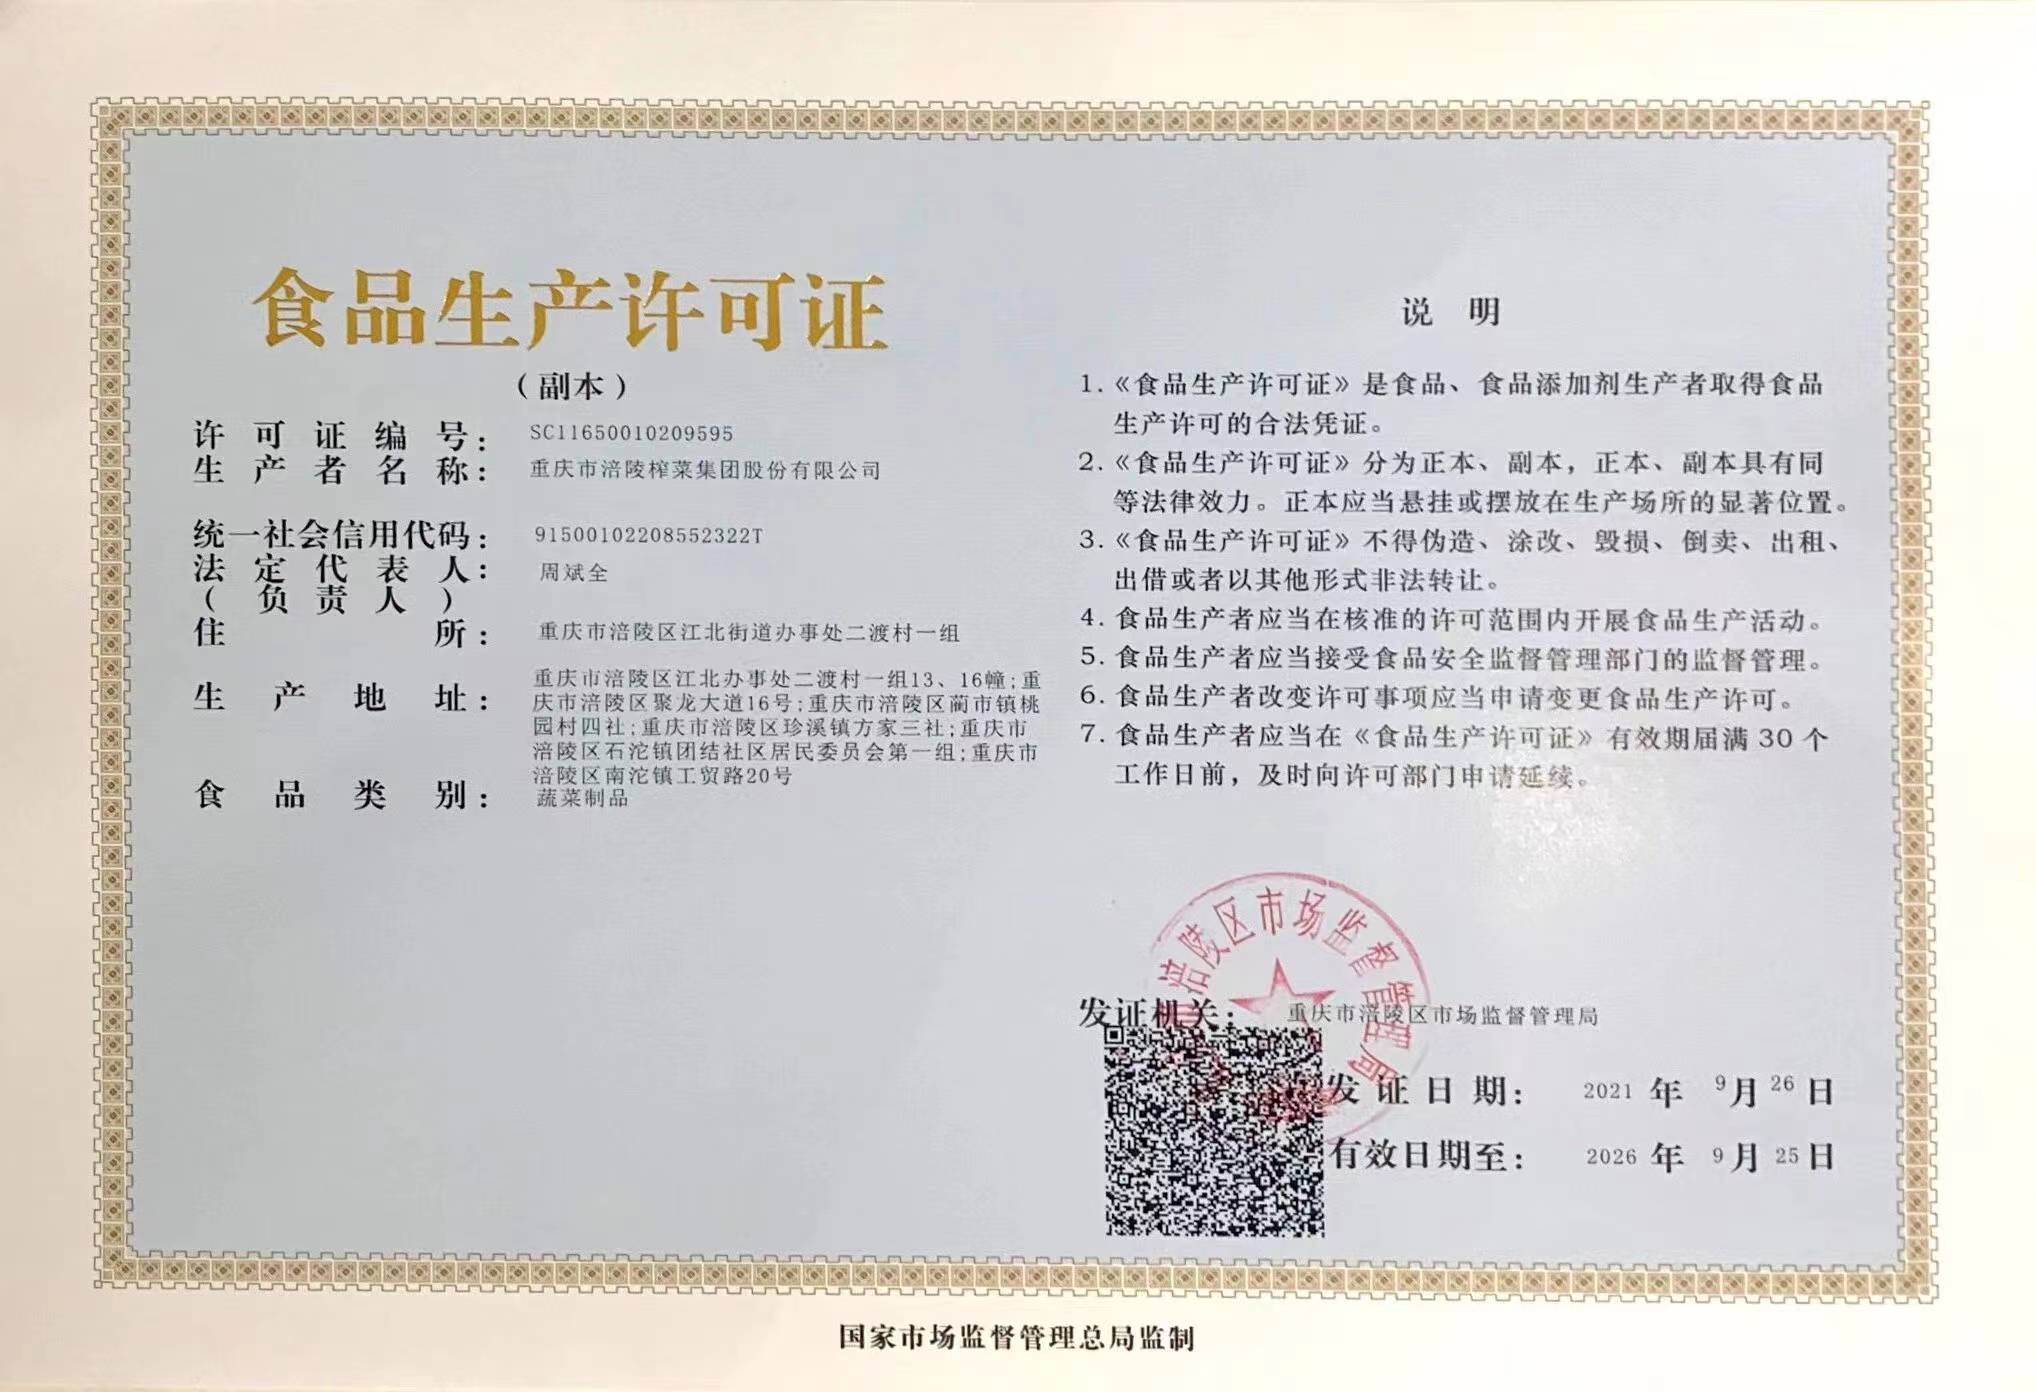 食品生产许可证
（副本）
许可证编号：SC11650010209595
生产者名称：重庆市涪陵榨菜集团股份有限公司
统一社会信用代码：91500102208552322T
法定代表人：周斌全
（负责人）
住所：重庆市涪陵区江北街道办事处二渡村一组
生产地址：重庆市涪陵区江北办事处二渡村一组13、16幢;重
庆市涪陵区聚龙大道16号;重庆市涪陵区蔺市镇桃
园村四社;重庆市涪陵区珍溪镇方家三社;重庆市
涪陵区石沱镇团结社区居民委员会第一组;重庆市
涪陵区南沱镇工贸路20号
食品类别：蔬菜制品
说明
1.《食品生产许可证》是食品、食品添加剂生产者取得食品
生产许可的合法凭证。
2.《食品生产许可证》分为正本、副本，正本、副本具有同
等法律效力。正本应当悬挂或摆放在生产场所的显著位置。
3.《食品生产许可证》不得伪造、涂改、毁损、倒卖、出租、
出借或者以其他形式非法转让。
4.食品生产者应当在核准的许可范围内开展食品生产活动。
5.食品生产者应当接受食品安全监督管理部门的监督管理。
6.食品生产者改变许可事项应当申请变更食品生产许可。
7.食品生产者应当在《食品生产许可证》有效期届满30个
工作日前，及时向许可部门申请延续。
涪陵区市场监督管理局
发证机关：重庆市涪陵区市场监督管理局
发证日期：2021年9月26日
有效日期至：2026年9月25日
国家市场监督管理总局监制